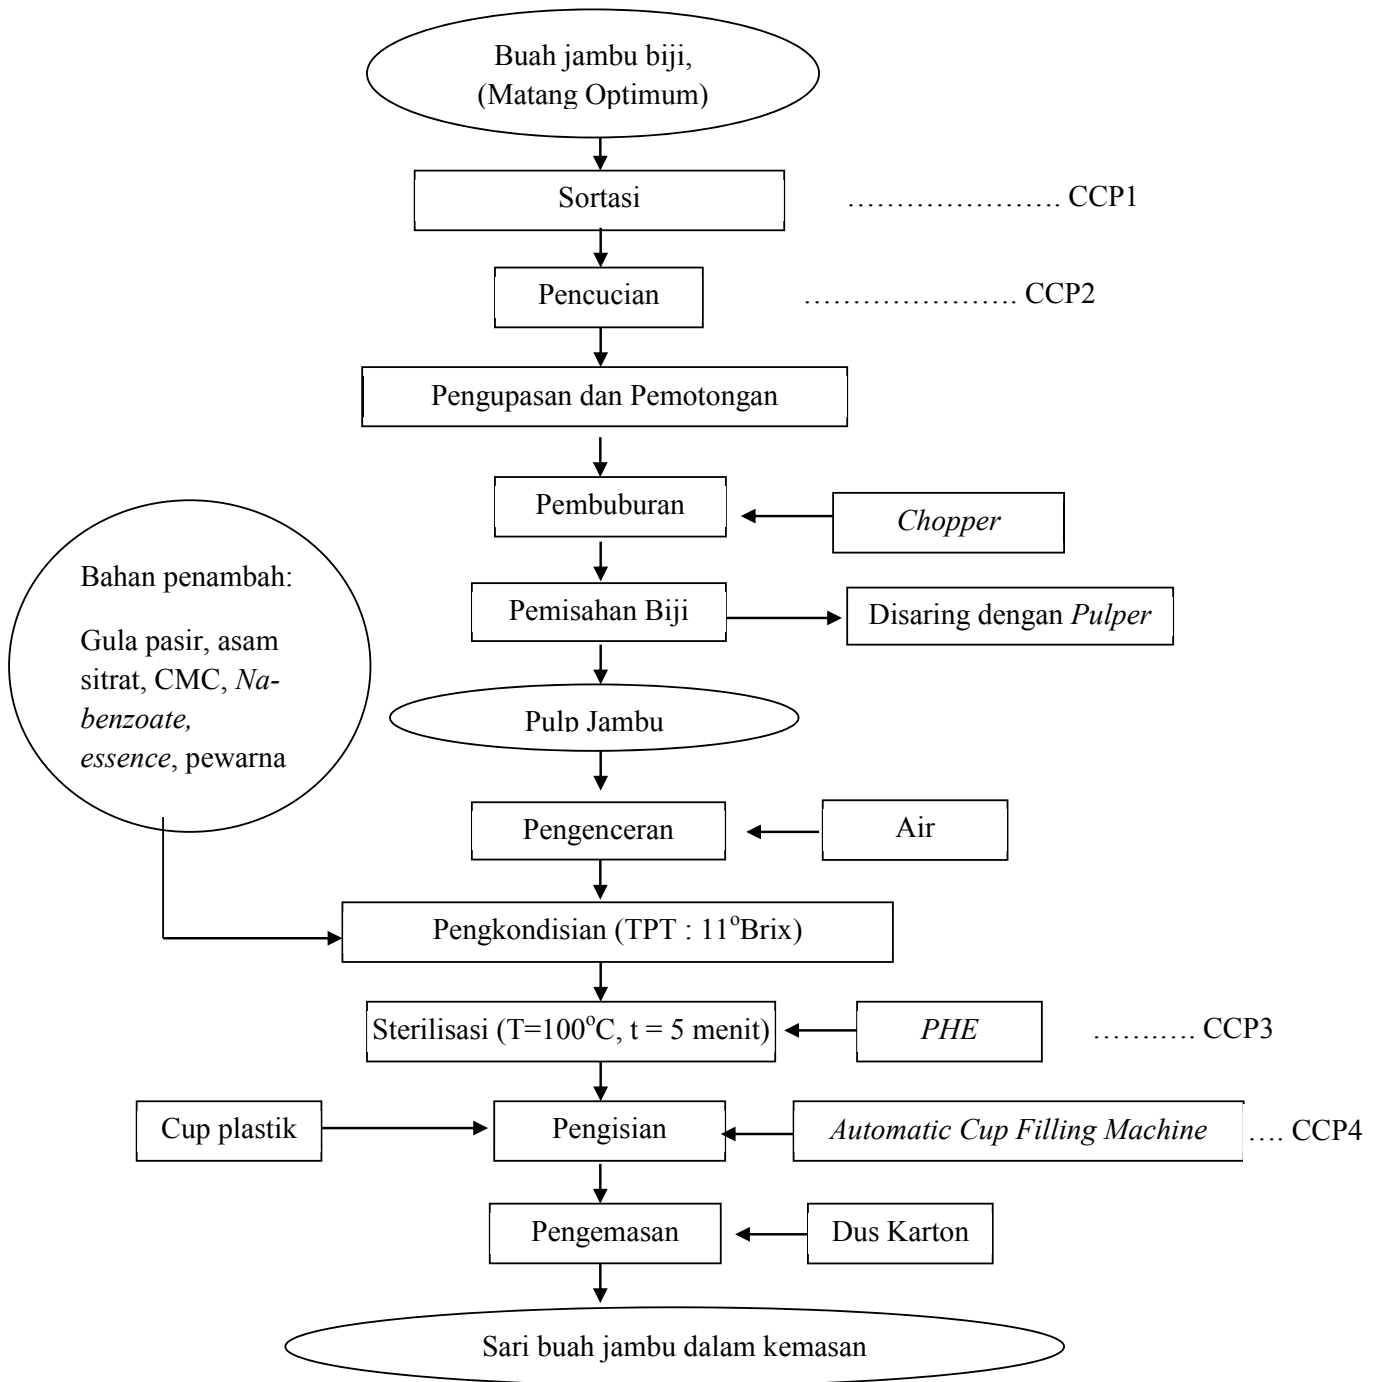 Buah jambu biji,
(Matang Optimum)
Sortasi
………………….  CCP1
Pencucian
………………….  CCP2
Pengupasan dan Pemotongan
Pembuburan
Chopper
Bahan penambah:
Gula pasir, asam
sitrat, CMC, Na-
benzoate,
essence, pewarna
Pemisahan Biji
Disaring dengan Pulper
Pulp Jambu
Pengenceran
Air
Pengkondisian (TPT : 11°Brix)
Sterilisasi (T=100°C, t = 5 menit)
PHE
……….. CCP3
Cup plastik
Pengisian
Automatic Cup Filling Machine
…. CCP4
Pengemasan
Dus Karton
Sari buah jambu dalam kemasan